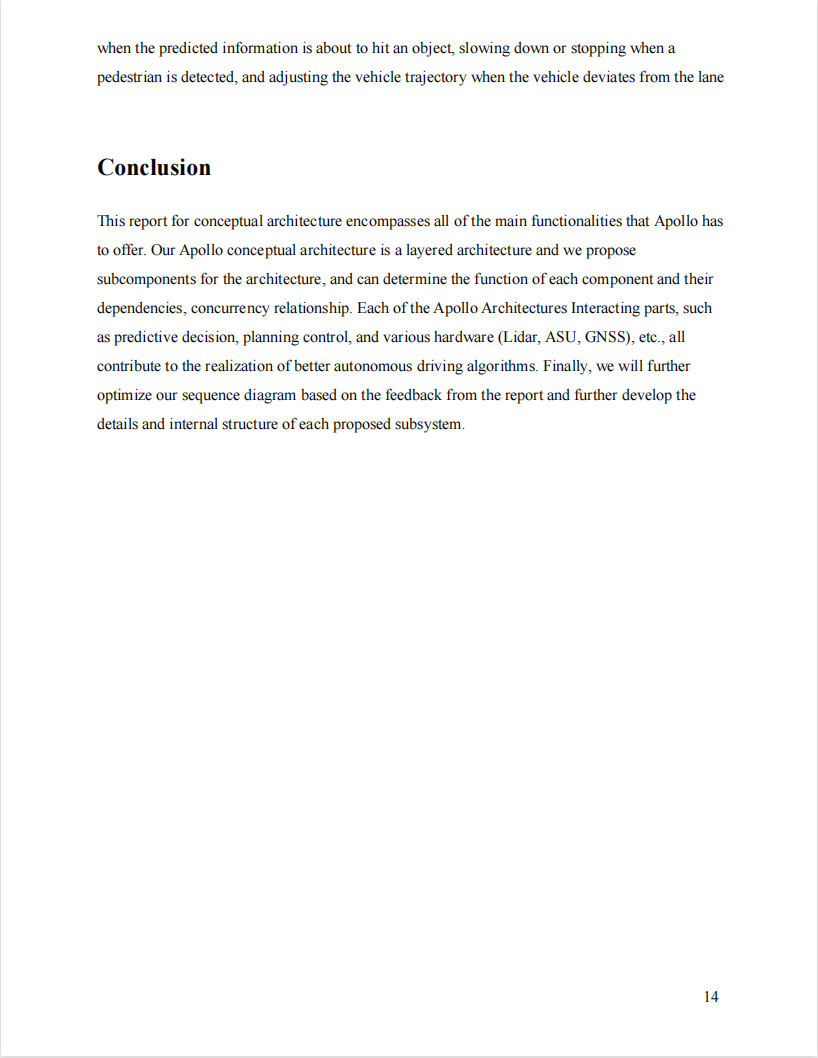 when the predicted information is about to hit an object, slowing down or stopping when a
pedestrian is detected, and adjusting the vehicle trajectory when the vehicle deviates from the lane
Conclusion
This report for conceptual architecture encompasses all of the main functionalities that Apollo has
to offer. Our Apollo conceptual architecture is a layered architecture and we propose
subcomponents for the architecture, and can determine the function of each component and their
dependencies, concurrency relationship. Each of the Apollo Architectures Interacting parts, such
as predictive decision, planning control, and various hardware (Lidar, ASU, GNSS), etc., all
contribute to the realization of better autonomous driving algorithms. Finally, we will further
optimize our sequence diagram based on the feedback from the report and further develop the
details and internal structure of each proposed subsystem.
14